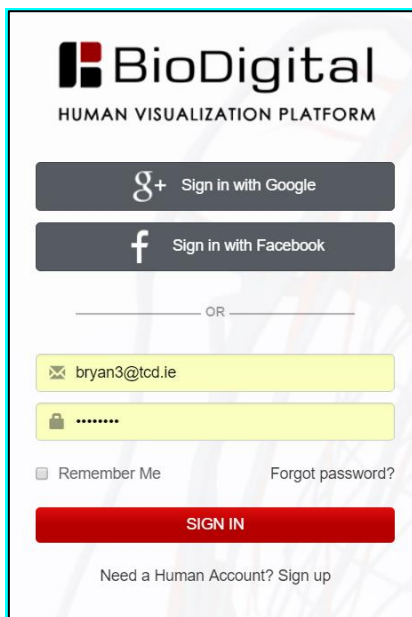 BioDigital
HUMAN VISUALIZATION PLATFORM
g+ Sign in with Google
f Sign in with Facebook
OR
bryan3@tcd.ie
••••••••
Remember Me Forgot password?
SIGN IN
Need a Human Account? Sign up